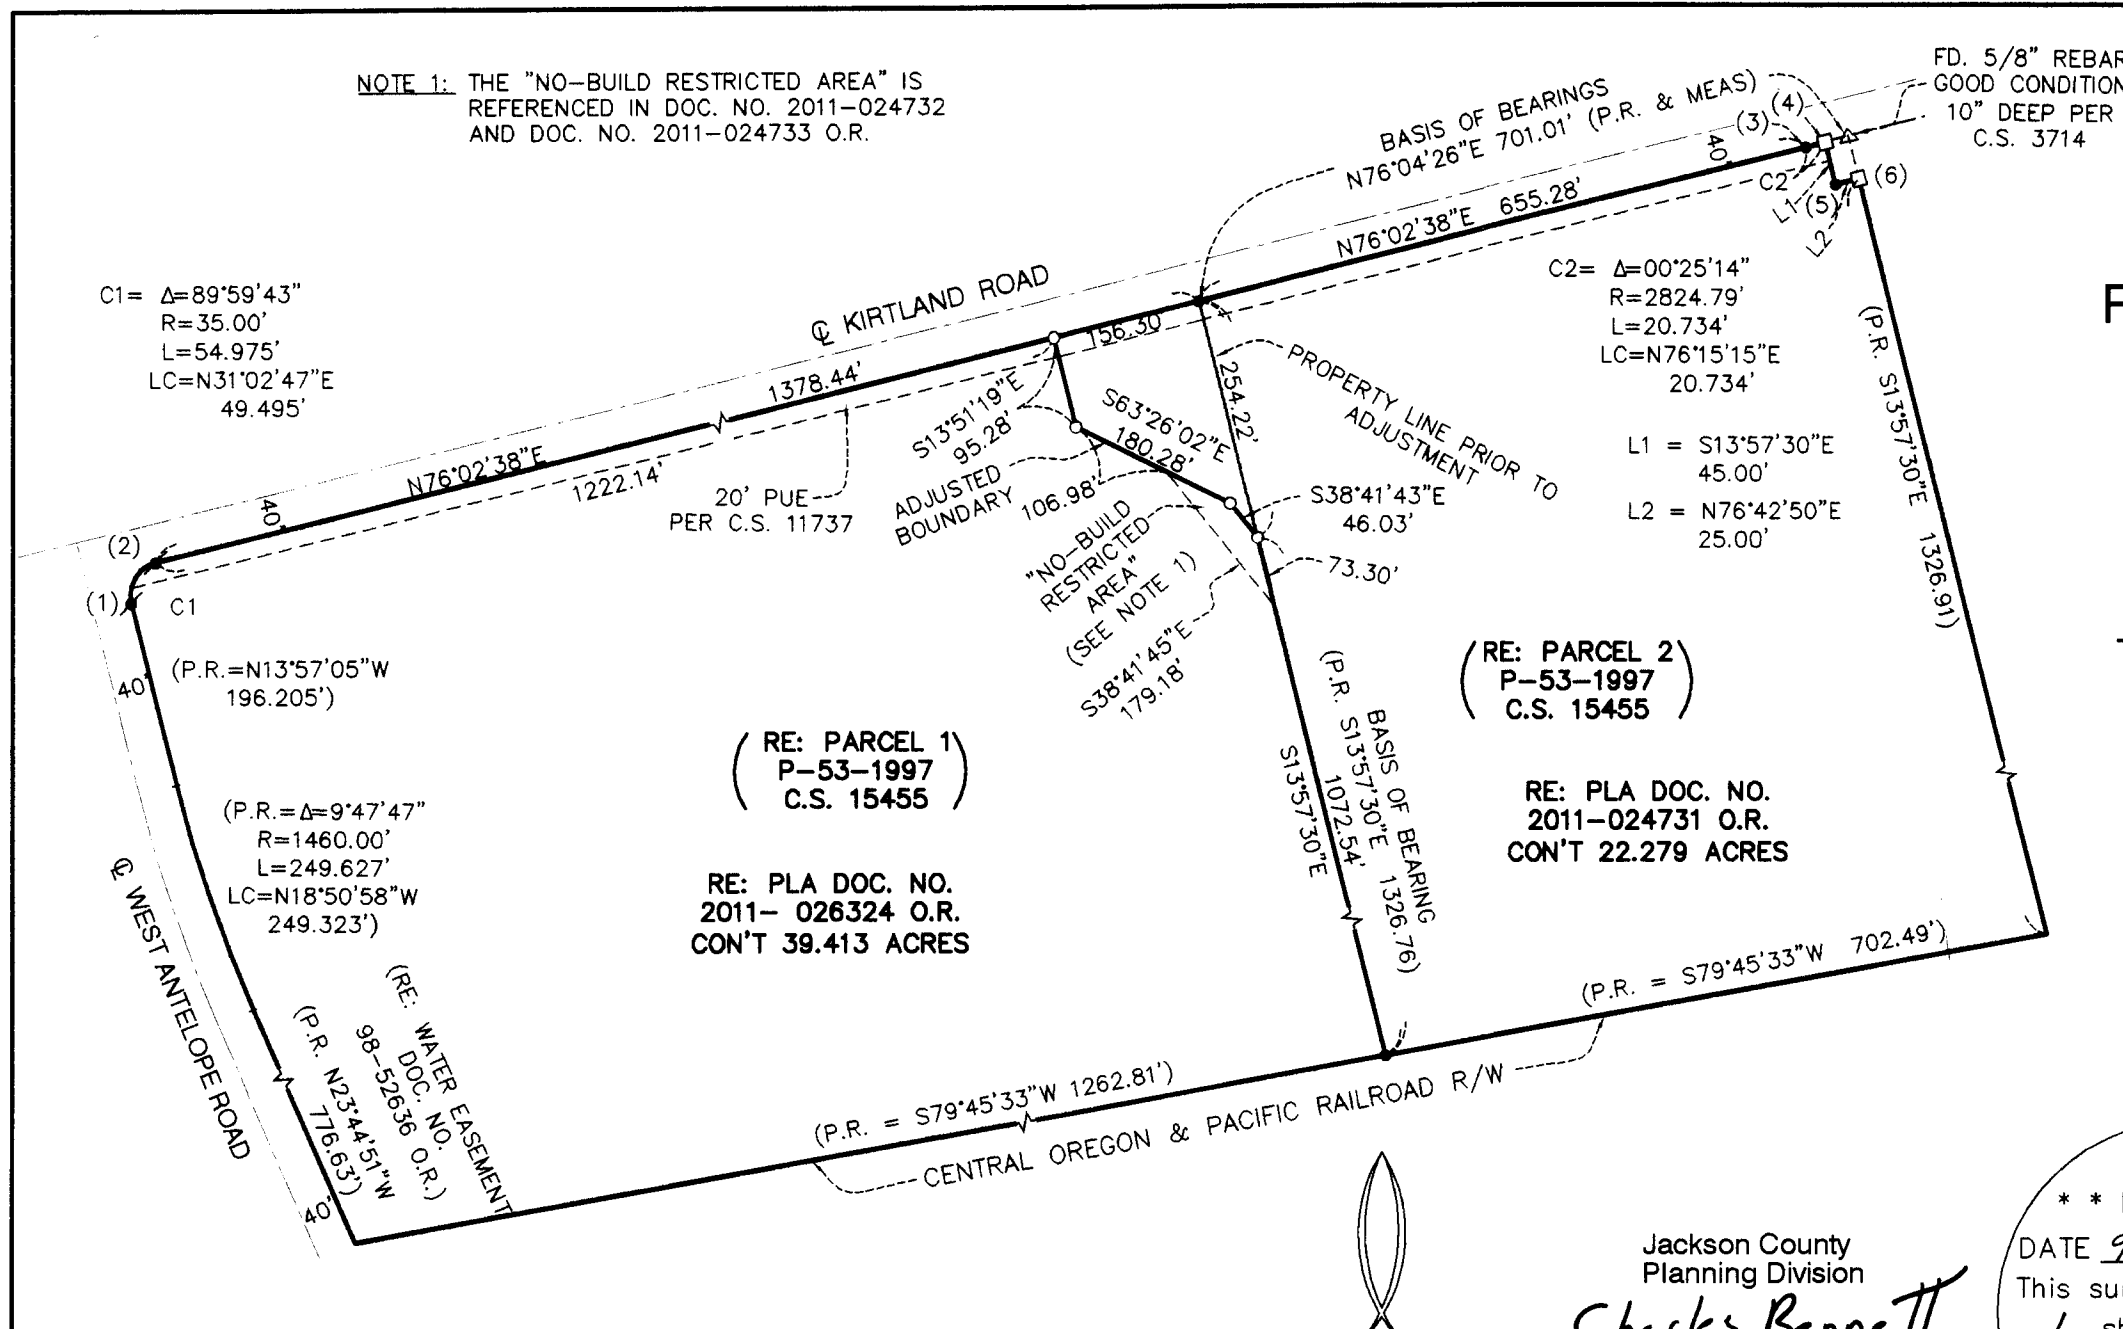 NOTE 1: THE "NO-BUILD RESTRICTED AREA" IS
REFERENCED IN DOC. NO. 2011-024732
AND DOC. NO. 2011-024733 O.R.
BASIS OF BEARINGS
N76°04'26"E 701.01' (P.R. & MEAS)
FD. 5/8" REBAR
GOOD CONDITION
10" DEEP PER
C.S. 3714
(3)
(4)
40'
C2
L1
(5)
(6)
L2
N76°02'38"E 655.28'
C1= Δ=89°59'43"
R=35.00'
L=54.975'
LC=N31°02'47"E
49.495'
℄ KIRTLAND ROAD
C2= Δ=00°25'14"
R=2824.79'
L=20.734'
LC=N76°15'15"E
20.734'
L1 = S13°57'30"E
45.00'
L2 = N76°42'50"E
25.00'
(P.R. S13°57'30"E 1326.91)
156.30'
1378.44'
N76°02'38"E
1222.14'
40'
20' PUE
PER C.S. 11737
S13°51'19"E
95.28'
ADJUSTED
BOUNDARY
S63°26'02"E
180.28'
106.98'
254.22'
PROPERTY LINE PRIOR TO
ADJUSTMENT
S38°41'43"E
46.03'
73.30'
"NO-BUILD
RESTRICTED
AREA"
(SEE NOTE 1)
S38°41'45"E
179.18'
(2)
(1)
C1
(P.R.=N13°57'05"W
196.205')
40'
(P.R.=Δ=9°47'47"
R=1460.00'
L=249.627'
LC=N18°50'58"W
249.323')
℄ WEST ANTELOPE ROAD
(RE: PARCEL 1)
P-53-1997
C.S. 15455
RE: PLA DOC. NO.
2011- 026324 O.R.
CON'T 39.413 ACRES
(RE: PARCEL 2)
P-53-1997
C.S. 15455
RE: PLA DOC. NO.
2011-024731 O.R.
CON'T 22.279 ACRES
BASIS OF BEARING
(P.R. S13°57'30"E 1326.76)
1072.54'
S13°57'30"E
(RE: WATER EASEMENT
DOC. NO.
98-52636 O.R.)
(P.R. N23°44'51"W
776.63')
40'
(P.R. = S79°45'33"W 1262.81')
(P.R. = S79°45'33"W 702.49')
CENTRAL OREGON & PACIFIC RAILROAD R/W
Jackson County
Planning Division
Charles Bennett
* *
DATE
This